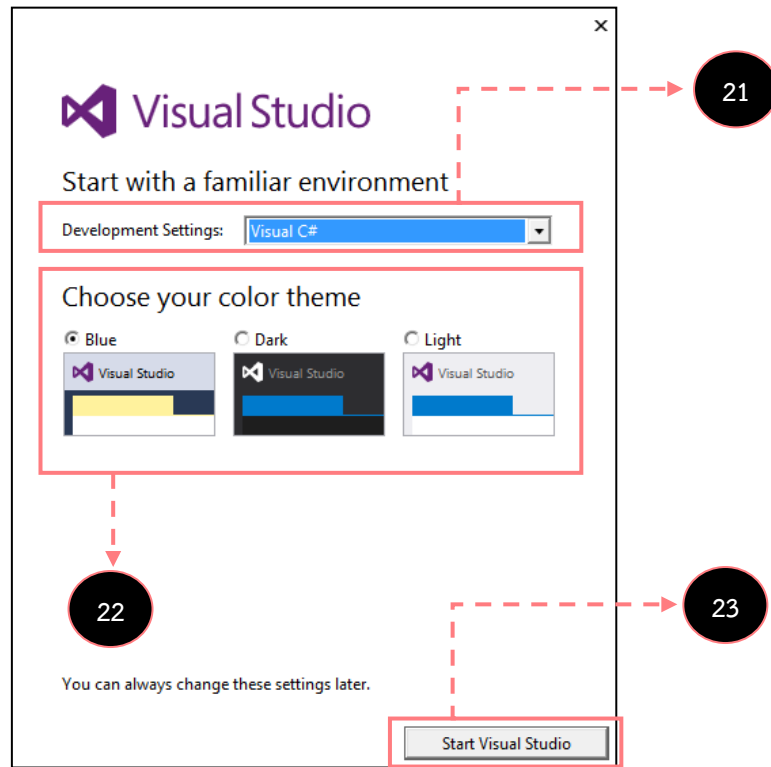 ×
Visual Studio
21
Start with a familiar environment
Development Settings: Visual C#
Choose your color theme
Blue Dark Light
Visual Studio Visual Studio Visual Studio
22
23
You can always change these settings later.
Start Visual Studio